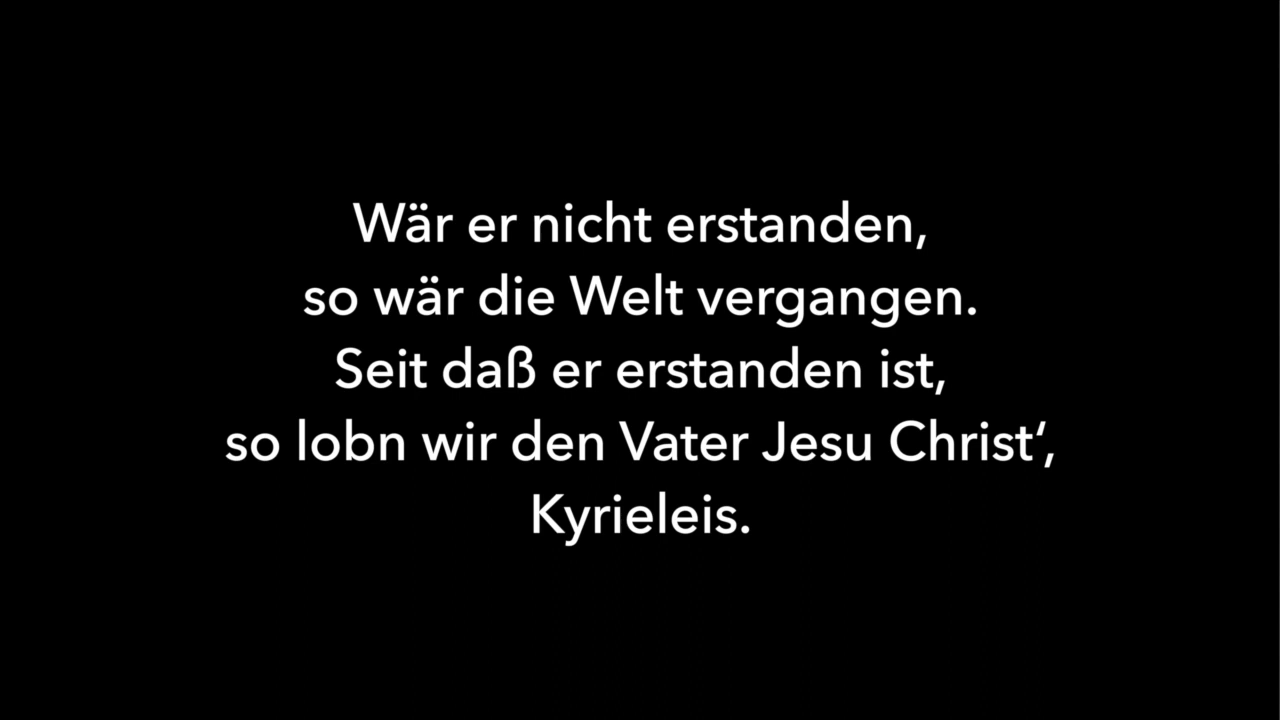 Wär er nicht erstanden,
so wär die Welt vergangen.
Seit daß er erstanden ist,
so lobn wir den Vater Jesu Christ‘,
Kyrieleis.